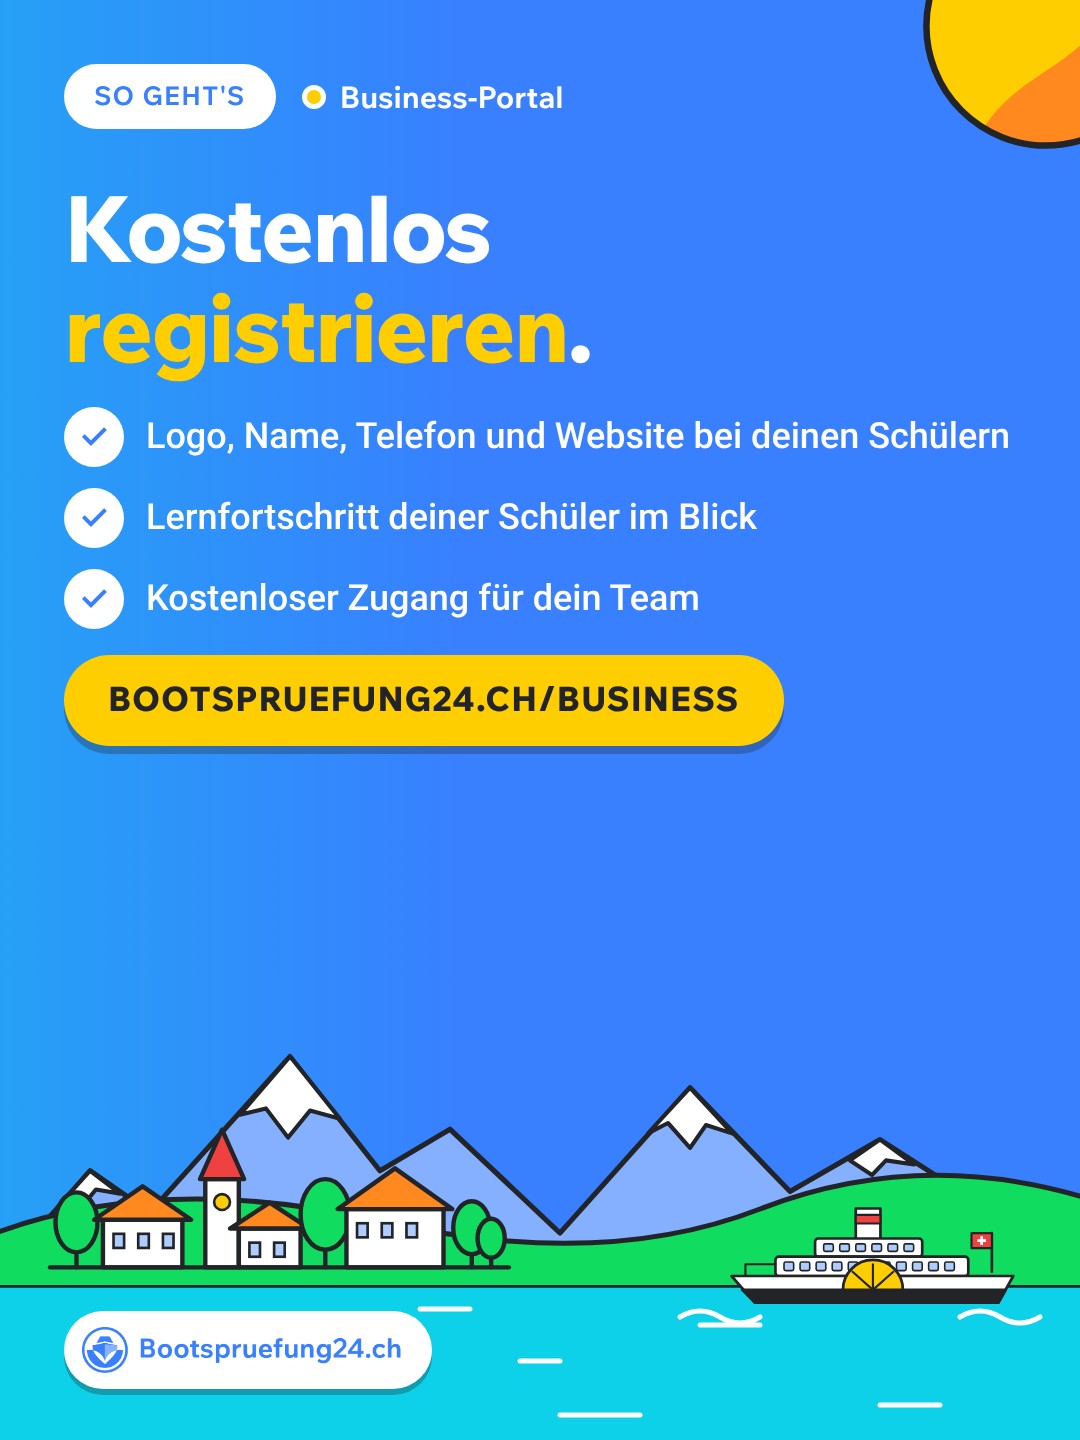 SO GEHT'S
Business-Portal
Kostenlos
registrieren.
Logo, Name, Telefon und Website bei deinen Schülern
Lernfortschritt deiner Schüler im Blick
Kostenloser Zugang für dein Team
BOOTSPRUEFUNG24.CH/BUSINESS
Bootspruefung24.ch